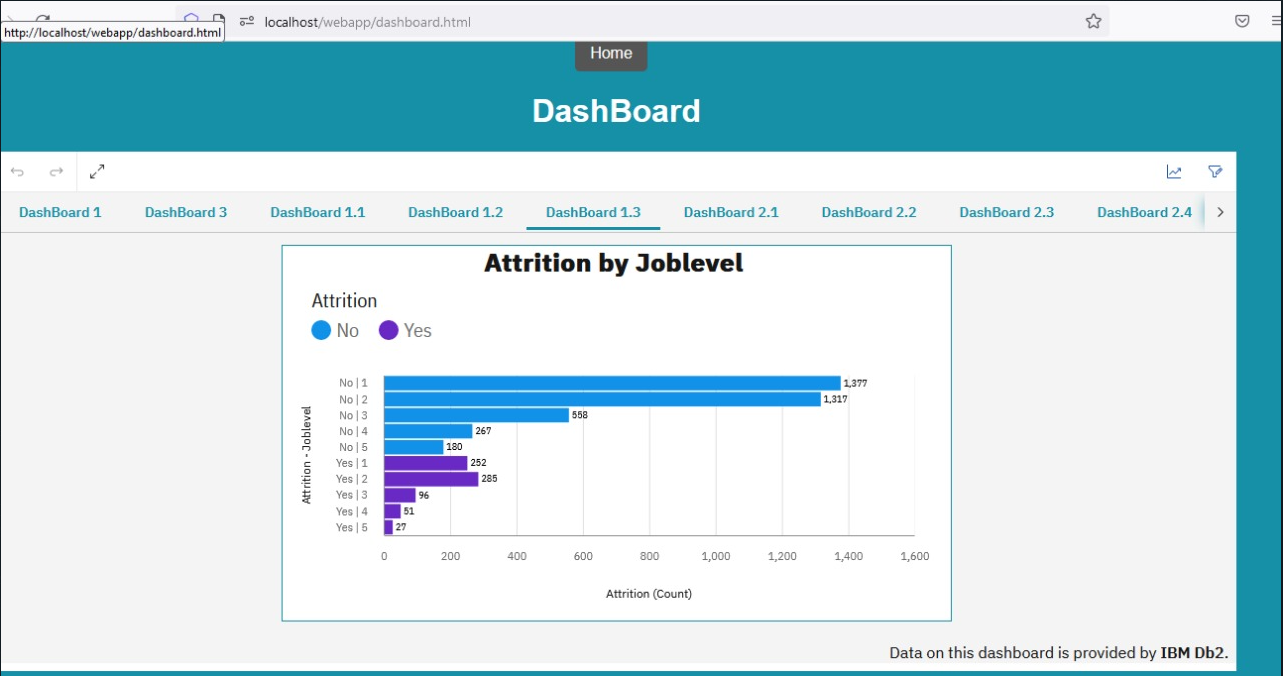 localhost/webapp/dashboard.html
http://localhost/webapp/dashboard.html
Home
DashBoard
DashBoard 1 DashBoard 3 DashBoard 1.1 DashBoard 1.2 DashBoard 1.3 DashBoard 2.1 DashBoard 2.2 DashBoard 2.3 DashBoard 2.4
Attrition by Joblevel
Attrition
No Yes
Attrition - Joblevel
No | 1 1,377
No | 2 1,317
No | 3 558
No | 4 267
No | 5 180
Yes | 1 252
Yes | 2 285
Yes | 3 96
Yes | 4 51
Yes | 5 27
0 200 400 600 800 1,000 1,200 1,400 1,600
Attrition (Count)
Data on this dashboard is provided by IBM Db2.